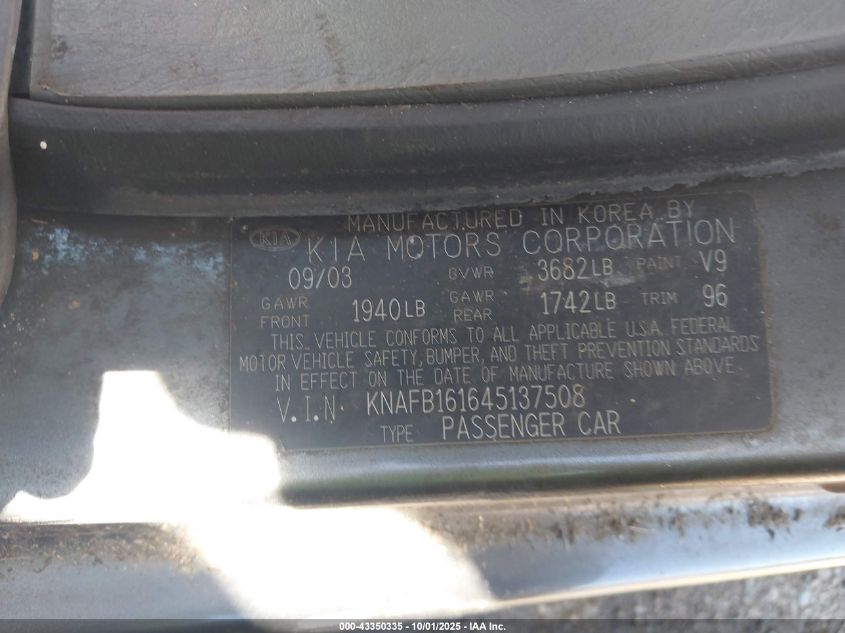 MANUFACTURED IN KOREA BY
KIA KIA MOTORS CORPORATION
09/03 GVWR 3682LB PAINT V9
GAWR FRONT 1940LB GAWR REAR 1742LB TRIM 96
THIS VEHICLE CONFORMS TO ALL APPLICABLE U.S.A. FEDERAL
MOTOR VEHICLE SAFETY, BUMPER, AND THEFT PREVENTION STANDARDS
IN EFFECT ON THE DATE OF MANUFACTURED SHOWN ABOVE.
V.I.N KNAFB161645137508
TYPE PASSENGER CAR
000-43350335 - 10/01/2025 - IAA Inc.